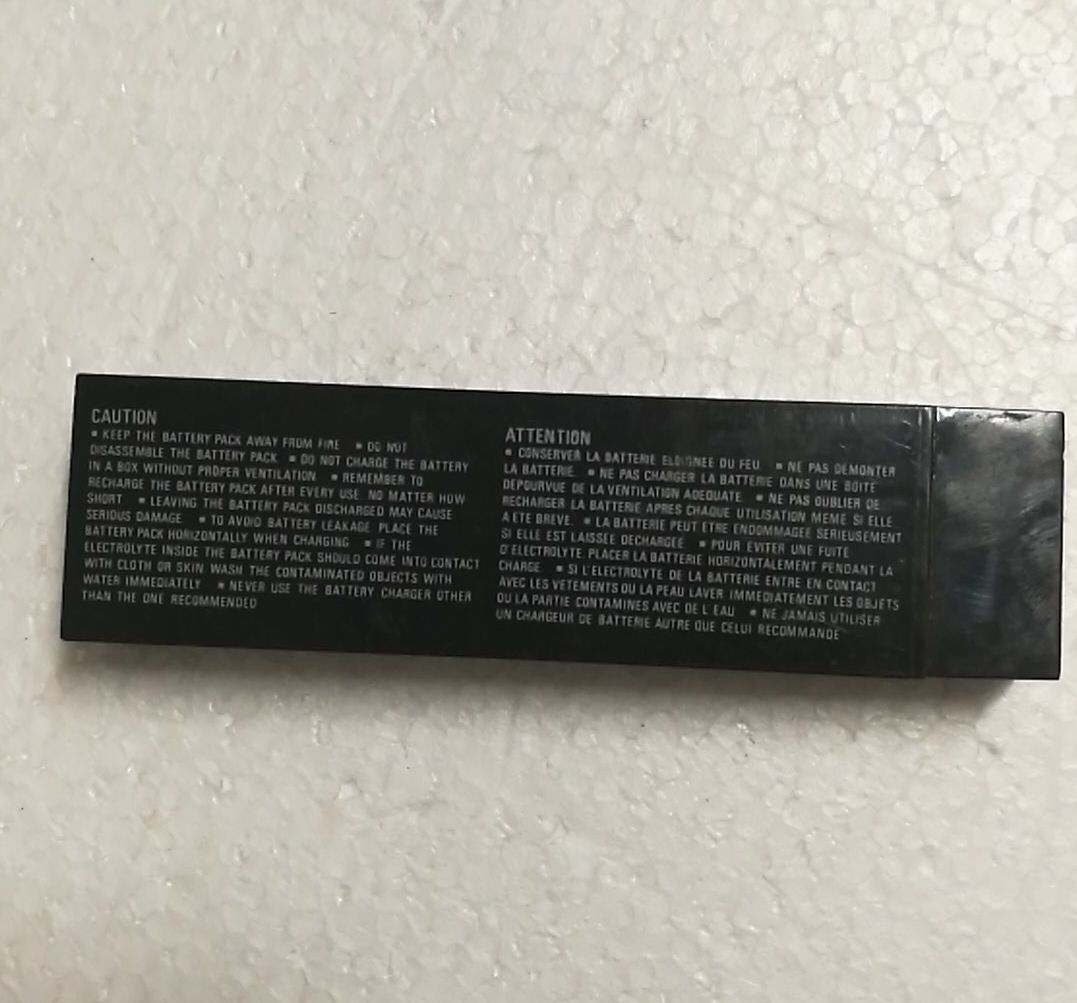 CAUTION
▪ KEEP THE BATTERY PACK AWAY FROM FIRE ▪ DO NOT
DISASSEMBLE THE BATTERY PACK ▪ DO NOT CHARGE THE BATTERY
IN A BOX WITHOUT PROPER VENTILATION ▪ REMEMBER TO
RECHARGE THE BATTERY PACK AFTER EVERY USE NO MATTER HOW
SHORT ▪ LEAVING THE BATTERY PACK DISCHARGED MAY CAUSE
SERIOUS DAMAGE ▪ TO AVOID BATTERY LEAKAGE PLACE THE
BATTERY PACK HORIZONTALLY WHEN CHARGING ▪ IF THE
ELECTROLYTE INSIDE THE BATTERY PACK SHOULD COME INTO CONTACT
WITH CLOTH OR SKIN WASH THE CONTAMINATED OBJECTS WITH
WATER IMMEDIATELY ▪ NEVER USE THE BATTERY CHARGER OTHER
THAN THE ONE RECOMMENDED
ATTENTION
▪ CONSERVER LA BATTERIE ELOIGNEE DU FEU ▪ NE PAS DEMONTER
LA BATTERIE ▪ NE PAS CHARGER LA BATTERIE DANS UNE BOITE
DEPOURVUE DE LA VENTILATION ADEQUATE. ▪ NE PAS OUBLIER DE
RECHARGER LA BATTERIE APRES CHAQUE UTILISATION MEME SI ELLE
A ETE BREVE. ▪ LA BATTERIE PEUT ETRE ENDOMMAGEE SERIEUSEMENT
SI ELLE EST LAISSEE DECHARGEE ▪ POUR EVITER UNE FUITE
D'ELECTROLYTE PLACER LA BATTERIE HORIZONTALEMENT PENDANT LA
CHARGE ▪ SI L'ELECTROLYTE DE LA BATTERIE ENTRE EN CONTACT
AVEC LES VETEMENTS OU LA PEAU LAVER IMMEDIATEMENT LES OBJETS
OU LA PARTIE CONTAMINES AVEC DE L'EAU ▪ NE JAMAIS UTILISER
UN CHARGEUR DE BATTERIE AUTRE QUE CELUI RECOMMANDE